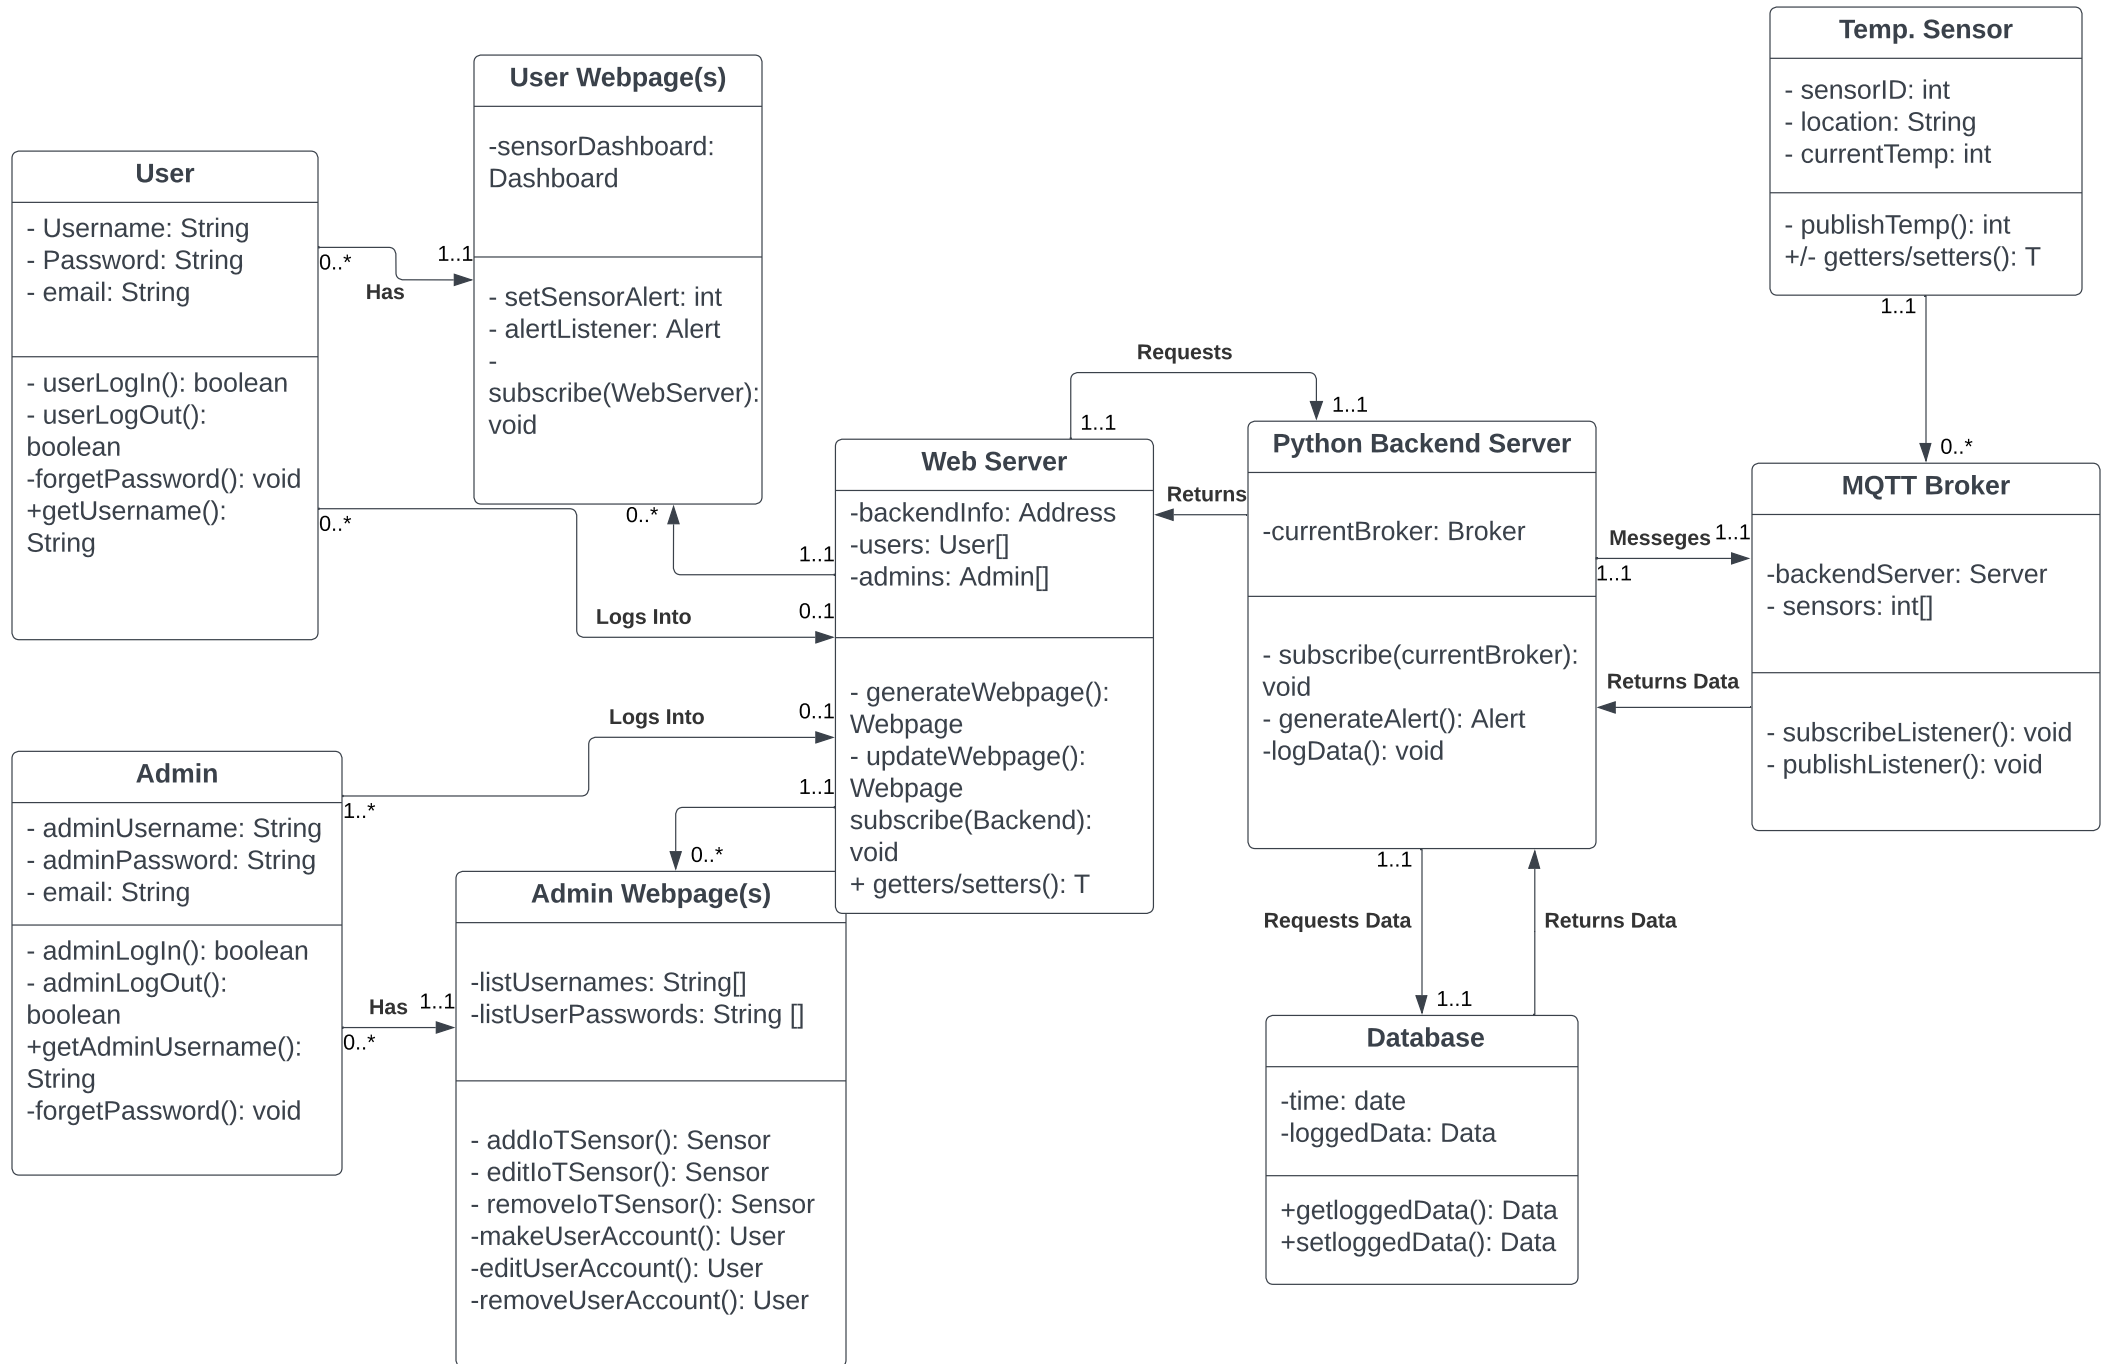 Temp. Sensor
- sensorID: int
- location: String
- currentTemp: int
- publishTemp(): int
+/- getters/setters(): T
1..1
0..*
User Webpage(s)
-sensorDashboard:
Dashboard
- setSensorAlert: int
- alertListener: Alert
-
subscribe(WebServer):
void
User
- Username: String
- Password: String
- email: String
- userLogIn(): boolean
- userLogOut():
boolean
-forgetPassword(): void
+getUsername():
String
0..*
Has
1..1
0..*
Logs Into
0..1
0..*
1..1
Requests
1..1
1..1
Web Server
-backendInfo: Address
-users: User[]
-admins: Admin[]
- generateWebpage():
Webpage
- updateWebpage():
Webpage
subscribe(Backend):
void
+ getters/setters(): T
Returns
Python Backend Server
-currentBroker: Broker
- subscribe(currentBroker):
void
- generateAlert(): Alert
-logData(): void
Messeges
1..1
1..1
Returns Data
MQTT Broker
-backendServer: Server
- sensors: int[]
- subscribeListener(): void
- publishListener(): void
Admin
- adminUsername: String
- adminPassword: String
- email: String
- adminLogIn(): boolean
- adminLogOut():
boolean
+getAdminUsername():
String
-forgetPassword(): void
1..*
Logs Into
0..1
1..1
0..*
Has
1..1
0..*
Admin Webpage(s)
-listUsernames: String[]
-listUserPasswords: String []
- addIoTSensor(): Sensor
- editIoTSensor(): Sensor
- removeIoTSensor(): Sensor
-makeUserAccount(): User
-editUserAccount(): User
-removeUserAccount(): User
1..1
Requests Data
1..1
Returns Data
Database
-time: date
-loggedData: Data
+getloggedData(): Data
+setloggedData(): Data